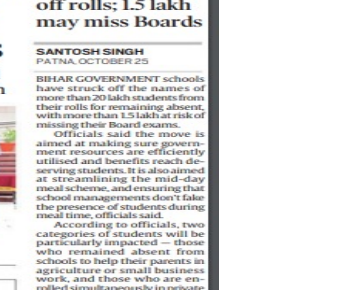 off rolls; 1.5 lakh
may miss Boards
SANTOSH SINGH
PATNA, OCTOBER 25
BIHAR GOVERNMENT schools
have struck off the names of
more than 20 lakh students from
their rolls for remaining absent,
with more than 1.5 lakh at risk of
missing their Board exams.
Officials said the move is
aimed at making sure govern-
ment resources are efficiently
utilised and benefits reach de-
serving students. It is also aimed
at streamlining the mid-day
meal scheme, and ensuring that
school managements don't fake
the presence of students during
meal time, officials said.
According to officials, two
categories of students will be
particularly impacted — those
who remained absent from
schools to help their parents in
agriculture or small business
work, and those who are en-
rolled simultaneously in private